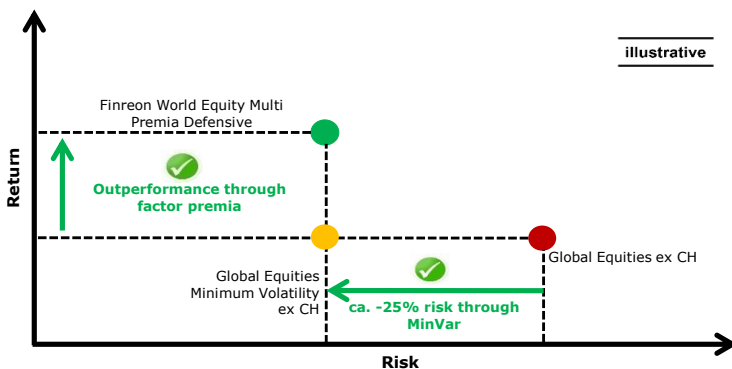 illustrative
Finreon World Equity Multi
Premia Defensive
Return
Outperformance through
factor premia
Global Equities ex CH
Global Equities
Minimum Volatility
ex CH
ca. -25% risk through
MinVar
Risk